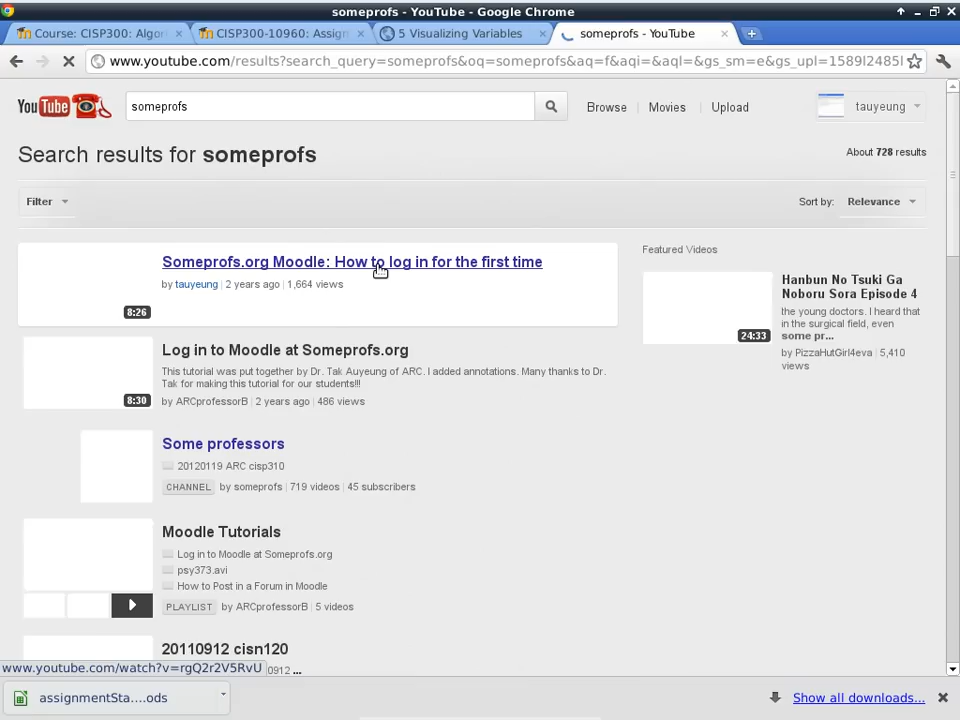 someprofs - YouTube - Google Chrome
Course: CISP300: Algor
CISP300-10960: Assign
5 Visualizing Variables
someprofs - YouTube
www.youtube.com/results?search_query=someprofs&oq=someprofs&aq=f&aqi=&aql=&gs_sm=e&gs_upl=1589l2485l
YouTube
someprofs
Browse
Movies
Upload
tauyeung
Search results for someprofs
About 728 results
Filter
Sort by:
Relevance
Someprofs.org Moodle: How to log in for the first time
by tauyeung | 2 years ago | 1,664 views
8:26
Log in to Moodle at Someprofs.org
This tutorial was put together by Dr. Tak Auyeung of ARC. I added annotations. Many thanks to Dr.
Tak for making this tutorial for our students!!!
8:30
by ARCprofessorB | 2 years ago | 486 views
Some professors
20120119 ARC cisp310
CHANNEL by someprofs | 719 videos | 45 subscribers
Moodle Tutorials
Log in to Moodle at Someprofs.org
psy373.avi
How to Post in a Forum in Moodle
PLAYLIST by ARCprofessorB | 5 videos
20110912 cisn120
0912 ...
Featured Videos
24:33
Hanbun No Tsuki Ga
Noboru Sora Episode 4
the young doctors. I heard that
in the surgical field, even
some pr...
by PizzaHutGirl4eva | 5,410
views
www.youtube.com/watch?v=rgQ2r2V5RvU
assignmentSta....ods
Show all downloads...